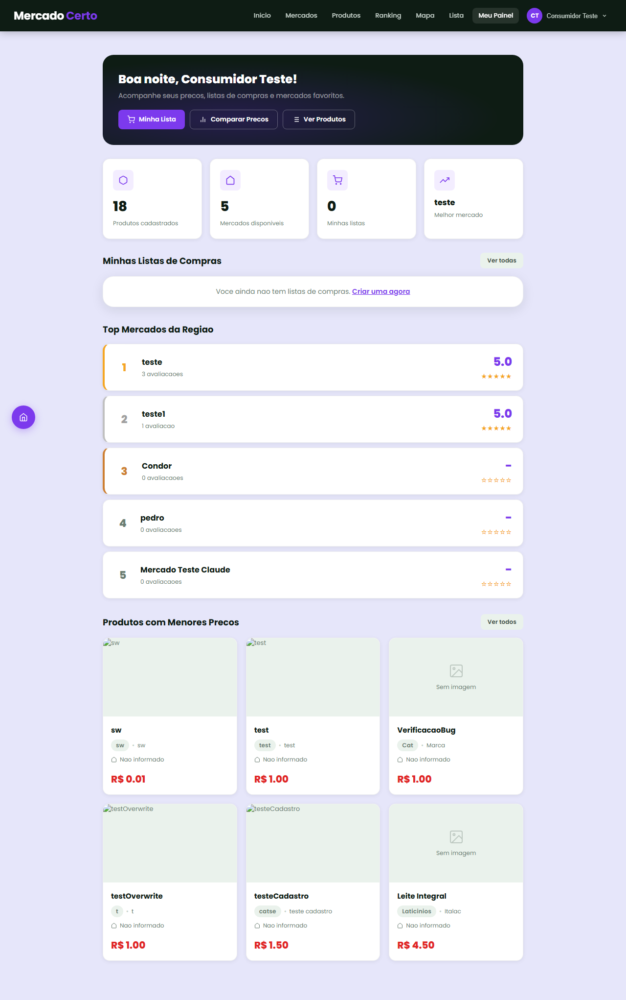 Mercado Certo
Inicio
Mercados
Produtos
Ranking
Mapa
Lista
Meu Painel
CT
Consumidor Teste
Boa noite, Consumidor Teste!
Acompanhe seus precos, listas de compras e mercados favoritos.
Minha Lista
Comparar Precos
Ver Produtos
18
Produtos cadastrados
5
Mercados disponiveis
0
Minhas listas
teste
Melhor mercado
Minhas Listas de Compras
Ver todas
Voce ainda nao tem listas de compras. Criar uma agora
Top Mercados da Regiao
1
teste
3 avaliacaoes
5.0
★★★★★
2
teste1
1 avaliacao
5.0
★★★★★
3
Condor
0 avaliacaoes
–
☆☆☆☆☆
4
pedro
0 avaliacaoes
–
☆☆☆☆☆
5
Mercado Teste Claude
0 avaliacaoes
–
☆☆☆☆☆
Produtos com Menores Precos
Ver todos
sw
sw
sw • sw
Nao informado
R$ 0.01
test
test
test • test
Nao informado
R$ 1.00
Sem imagem
VerificacaoBug
Cat • Marca
Nao informado
R$ 1.00
testOverwrite
testOverwrite
t • t
Nao informado
R$ 1.00
testeCadastro
testeCadastro
catse • teste cadastro
Nao informado
R$ 1.50
Sem imagem
Leite Integral
Laticinios • Italac
Nao informado
R$ 4.50